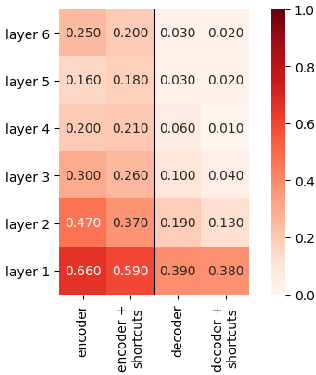 layer 6 0.250 0.200 0.030 0.020
layer 5 0.160 0.180 0.030 0.020
layer 4 0.200 0.210 0.060 0.010
layer 3 0.300 0.260 0.100 0.040
layer 2 0.470 0.370 0.190 0.130
layer 1 0.660 0.590 0.390 0.380
encoder
encoder +
shortcuts
decoder
decoder +
shortcuts
1.0
0.8
0.6
0.4
0.2
0.0